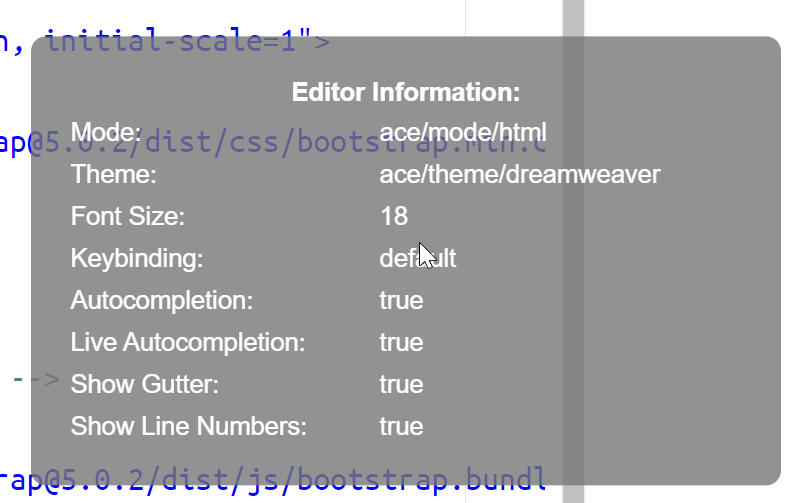 n, initial-scale=1">
Editor Information:
Mode: ace/mode/html
ap@5.0.2/dist/css/bootstrap.min.c
Theme: ace/theme/dreamweaver
Font Size: 18
Keybinding: default
Autocompletion: true
Live Autocompletion: true
-->
Show Gutter: true
Show Line Numbers: true
rap@5.0.2/dist/js/bootstrap.bundl